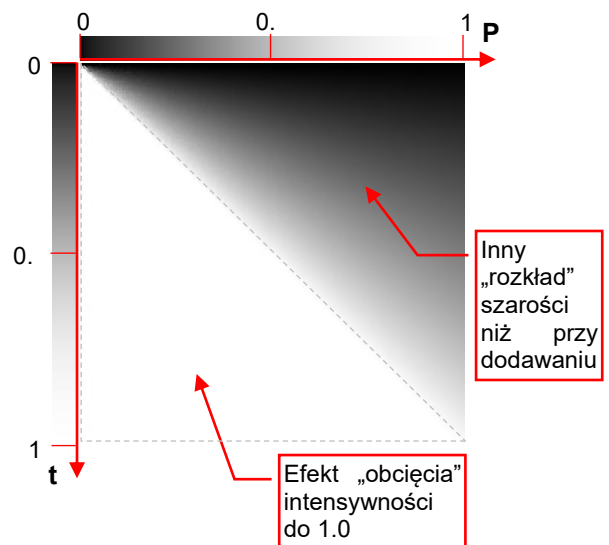 0 0. 1
P
0
0.
1
t
Inny
„rozkład”
szarości
niż przy
dodawaniu
Efekt „obcięcia”
intensywności
do 1.0